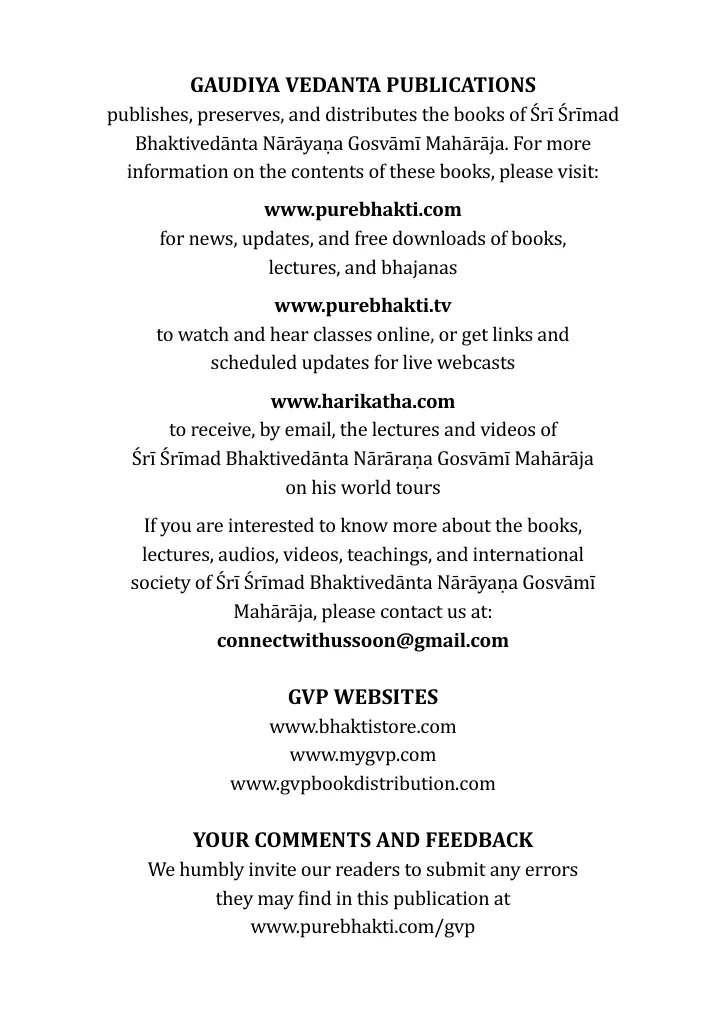 GAUDIYA VEDANTA PUBLICATIONS
publishes, preserves, and distributes the books of Śrī Śrīmad
Bhaktivedānta Nārāyaṇa Gosvāmī Mahārāja. For more
information on the contents of these books, please visit:
www.purebhakti.com
for news, updates, and free downloads of books,
lectures, and bhajanas
www.purebhakti.tv
to watch and hear classes online, or get links and
scheduled updates for live webcasts
www.harikatha.com
to receive, by email, the lectures and videos of
Śrī Śrīmad Bhaktivedānta Nārāraṇa Gosvāmī Mahārāja
on his world tours
If you are interested to know more about the books,
lectures, audios, videos, teachings, and international
society of Śrī Śrīmad Bhaktivedānta Nārāyaṇa Gosvāmī
Mahārāja, please contact us at:
connectwithussoon@gmail.com
GVP WEBSITES
www.bhaktistore.com
www.mygvp.com
www.gvpbookdistribution.com
YOUR COMMENTS AND FEEDBACK
We humbly invite our readers to submit any errors
they may find in this publication at
www.purebhakti.com/gvp